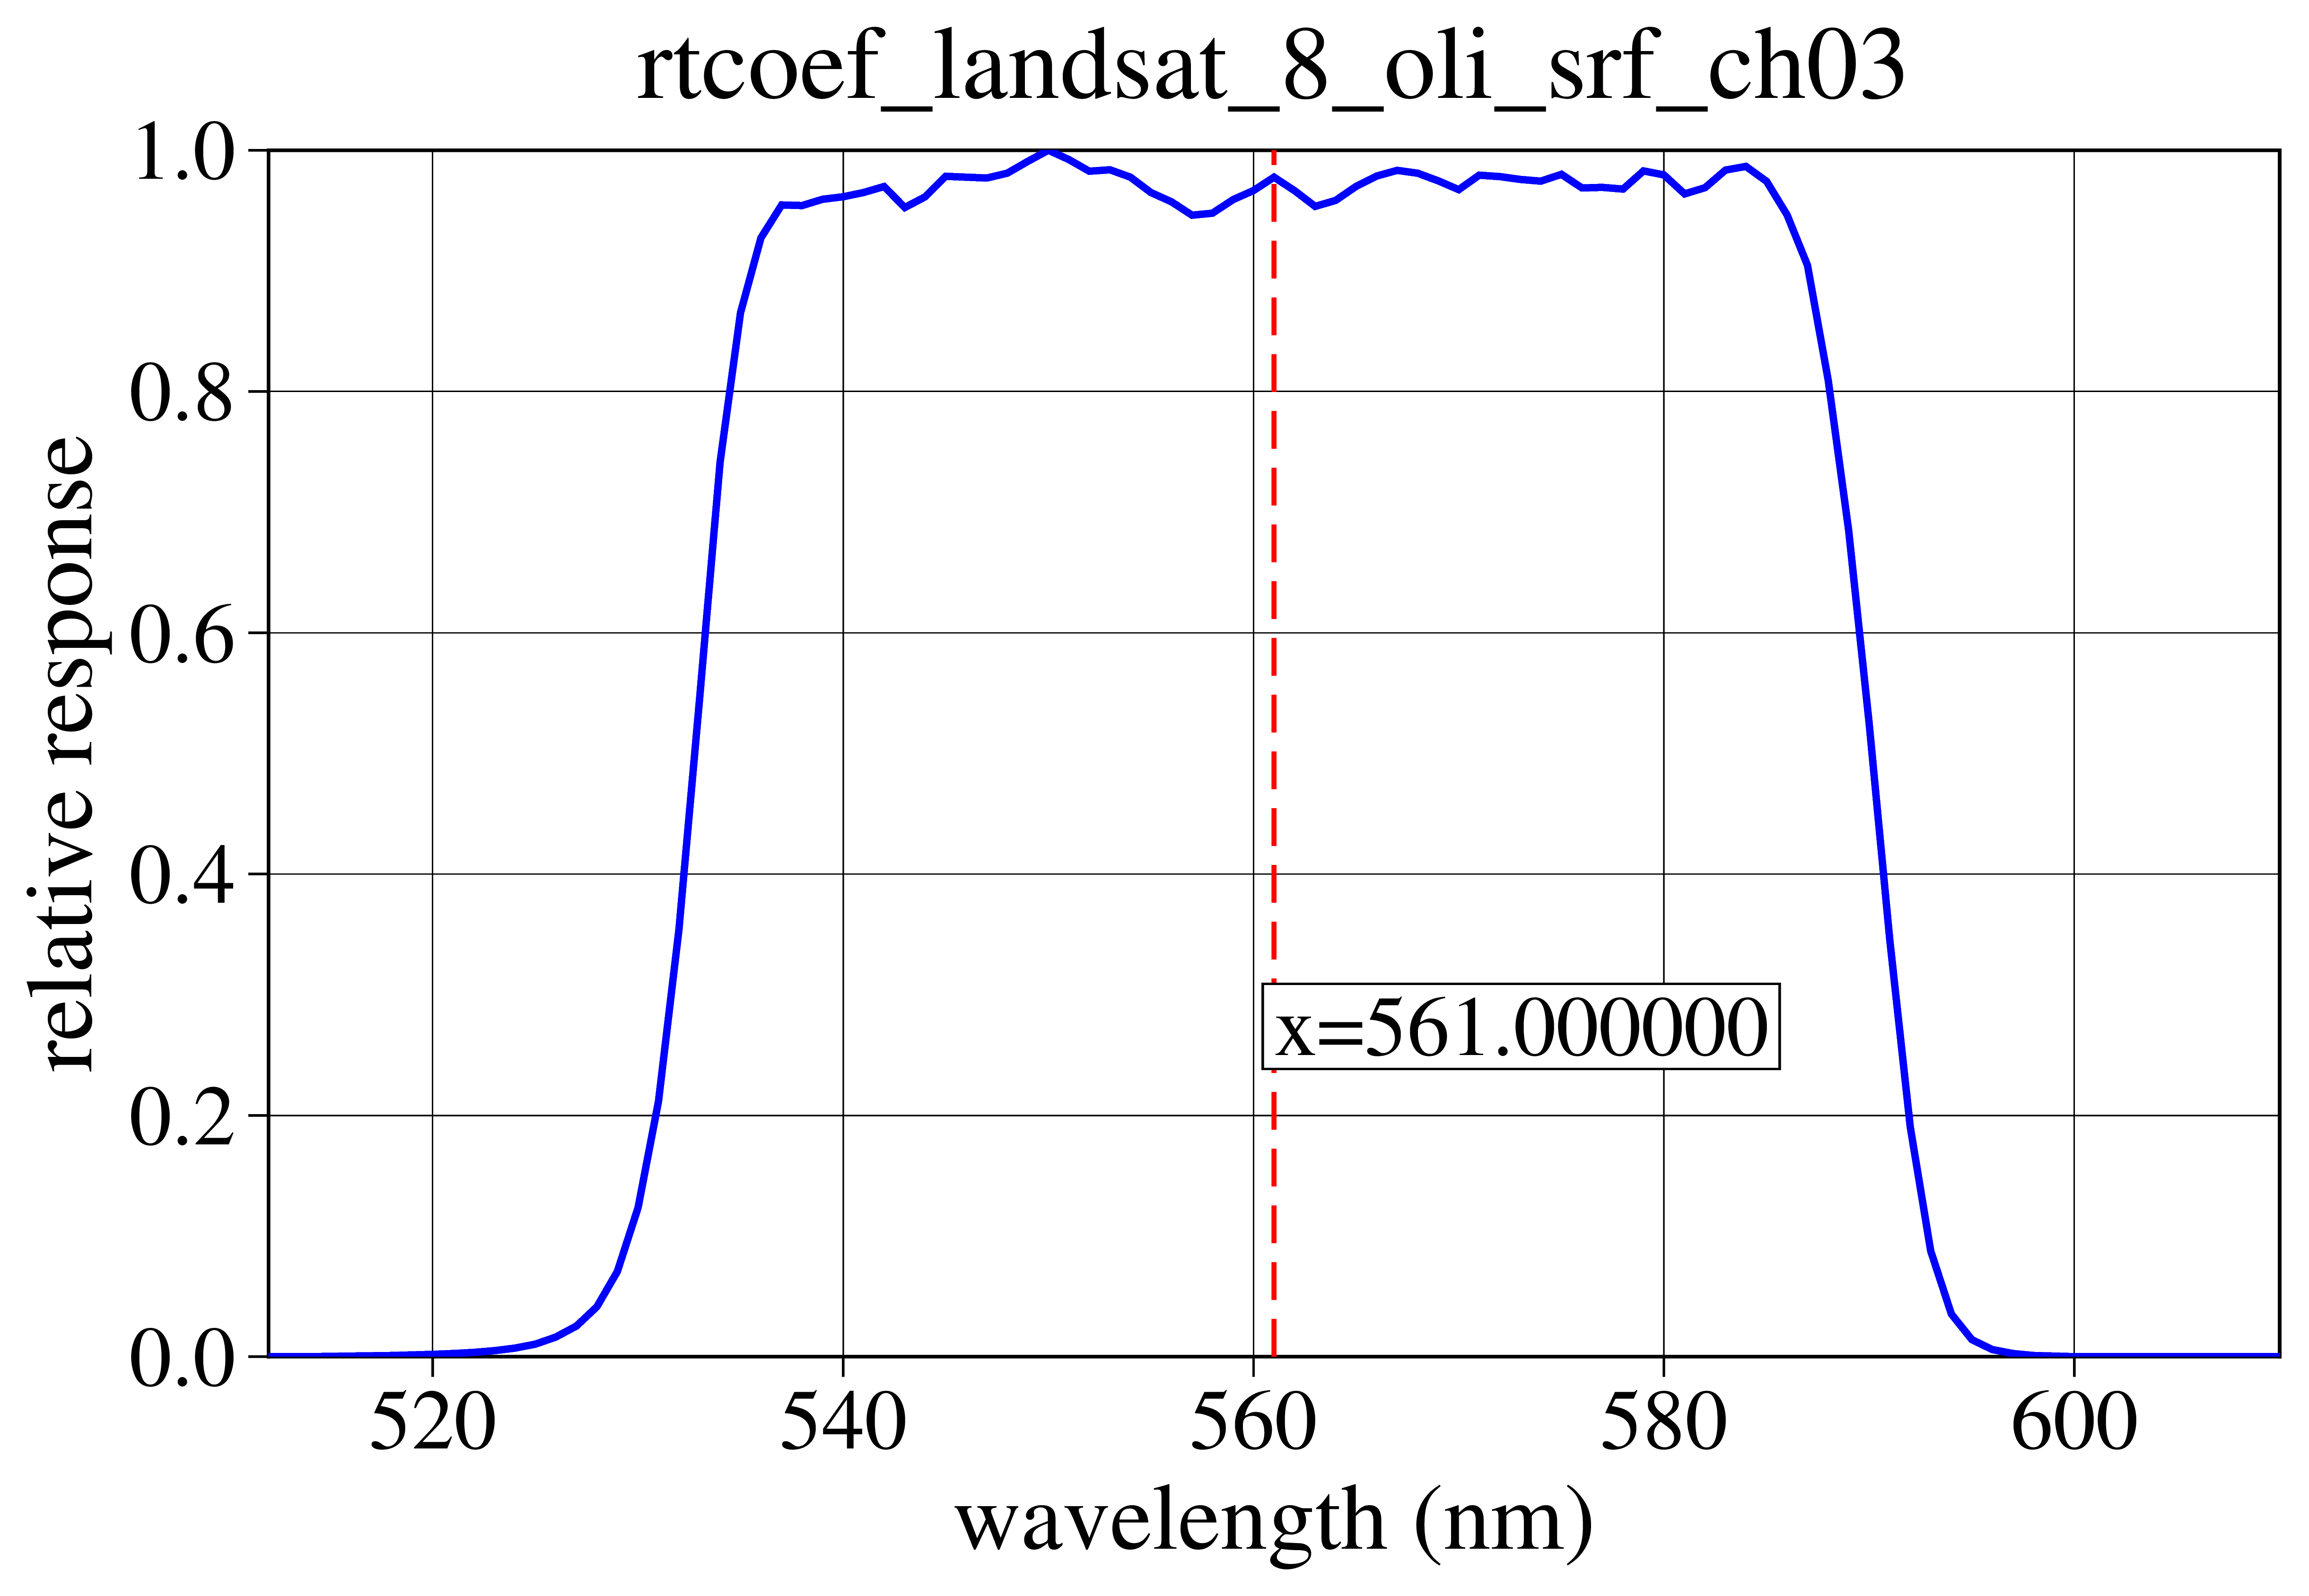 rtcoef_landsat_8_oli_srf_ch03
1.0
0.8
0.6
0.4
0.2
0.0
relative response
x=561.000000
520 540 560 580 600
wavelength (nm)